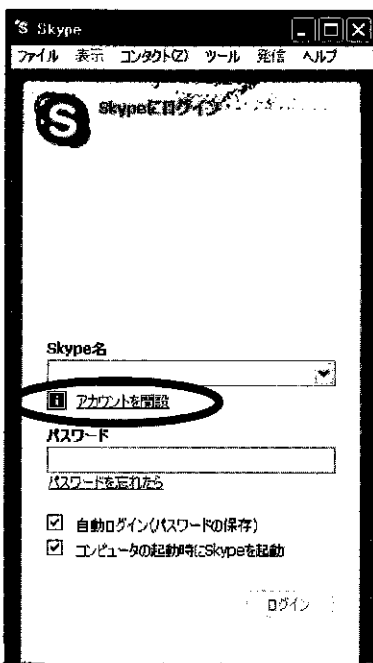 Skype
ファイル 表示 コンタクト(Z) ツール 発信 ヘルプ
Skypeにログイン
Skype名
アカウントを開設
パスワード
パスワードを忘れたら
自動ログイン(パスワードの保存)
コンピュータの起動時にSkypeを起動
ログイン